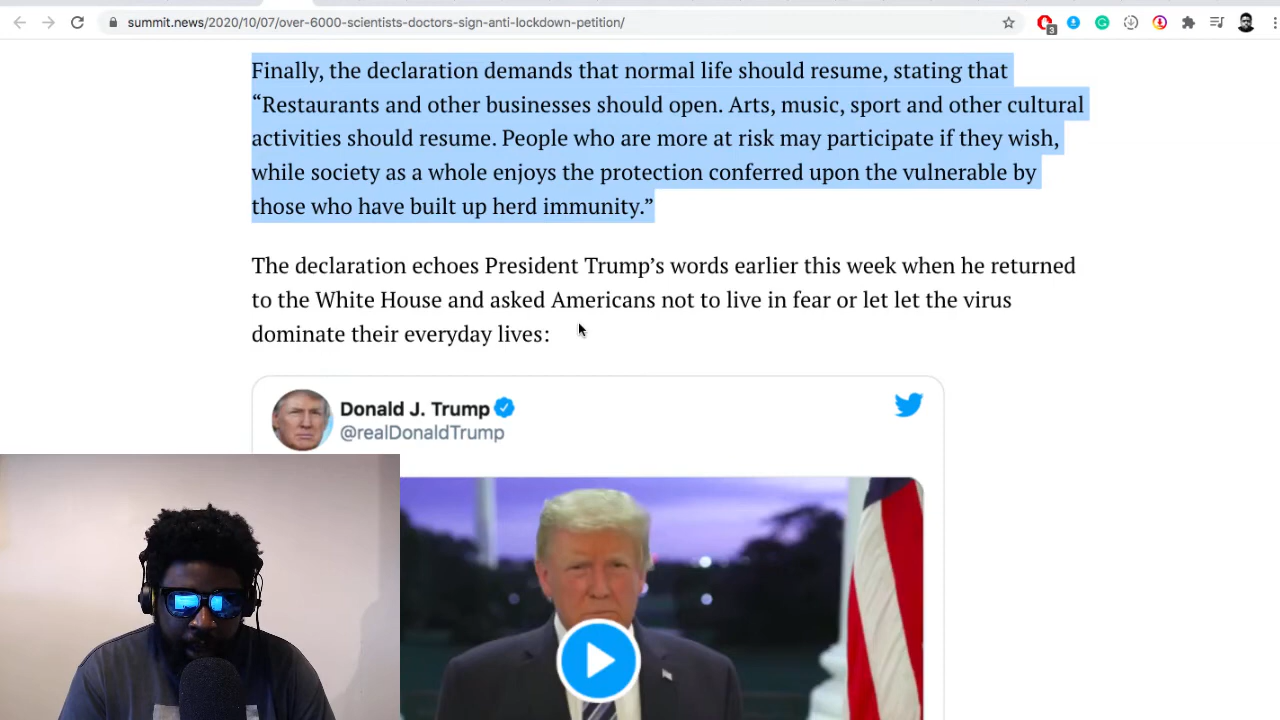 summit.news/2020/10/07/over-6000-scientists-doctors-sign-anti-lockdown-petition/
3
Finally, the declaration demands that normal life should resume, stating that
“Restaurants and other businesses should open. Arts, music, sport and other cultural
activities should resume. People who are more at risk may participate if they wish,
while society as a whole enjoys the protection conferred upon the vulnerable by
those who have built up herd immunity.”
The declaration echoes President Trump’s words earlier this week when he returned
to the White House and asked Americans not to live in fear or let let the virus
dominate their everyday lives:
Donald J. Trump
@realDonaldTrump